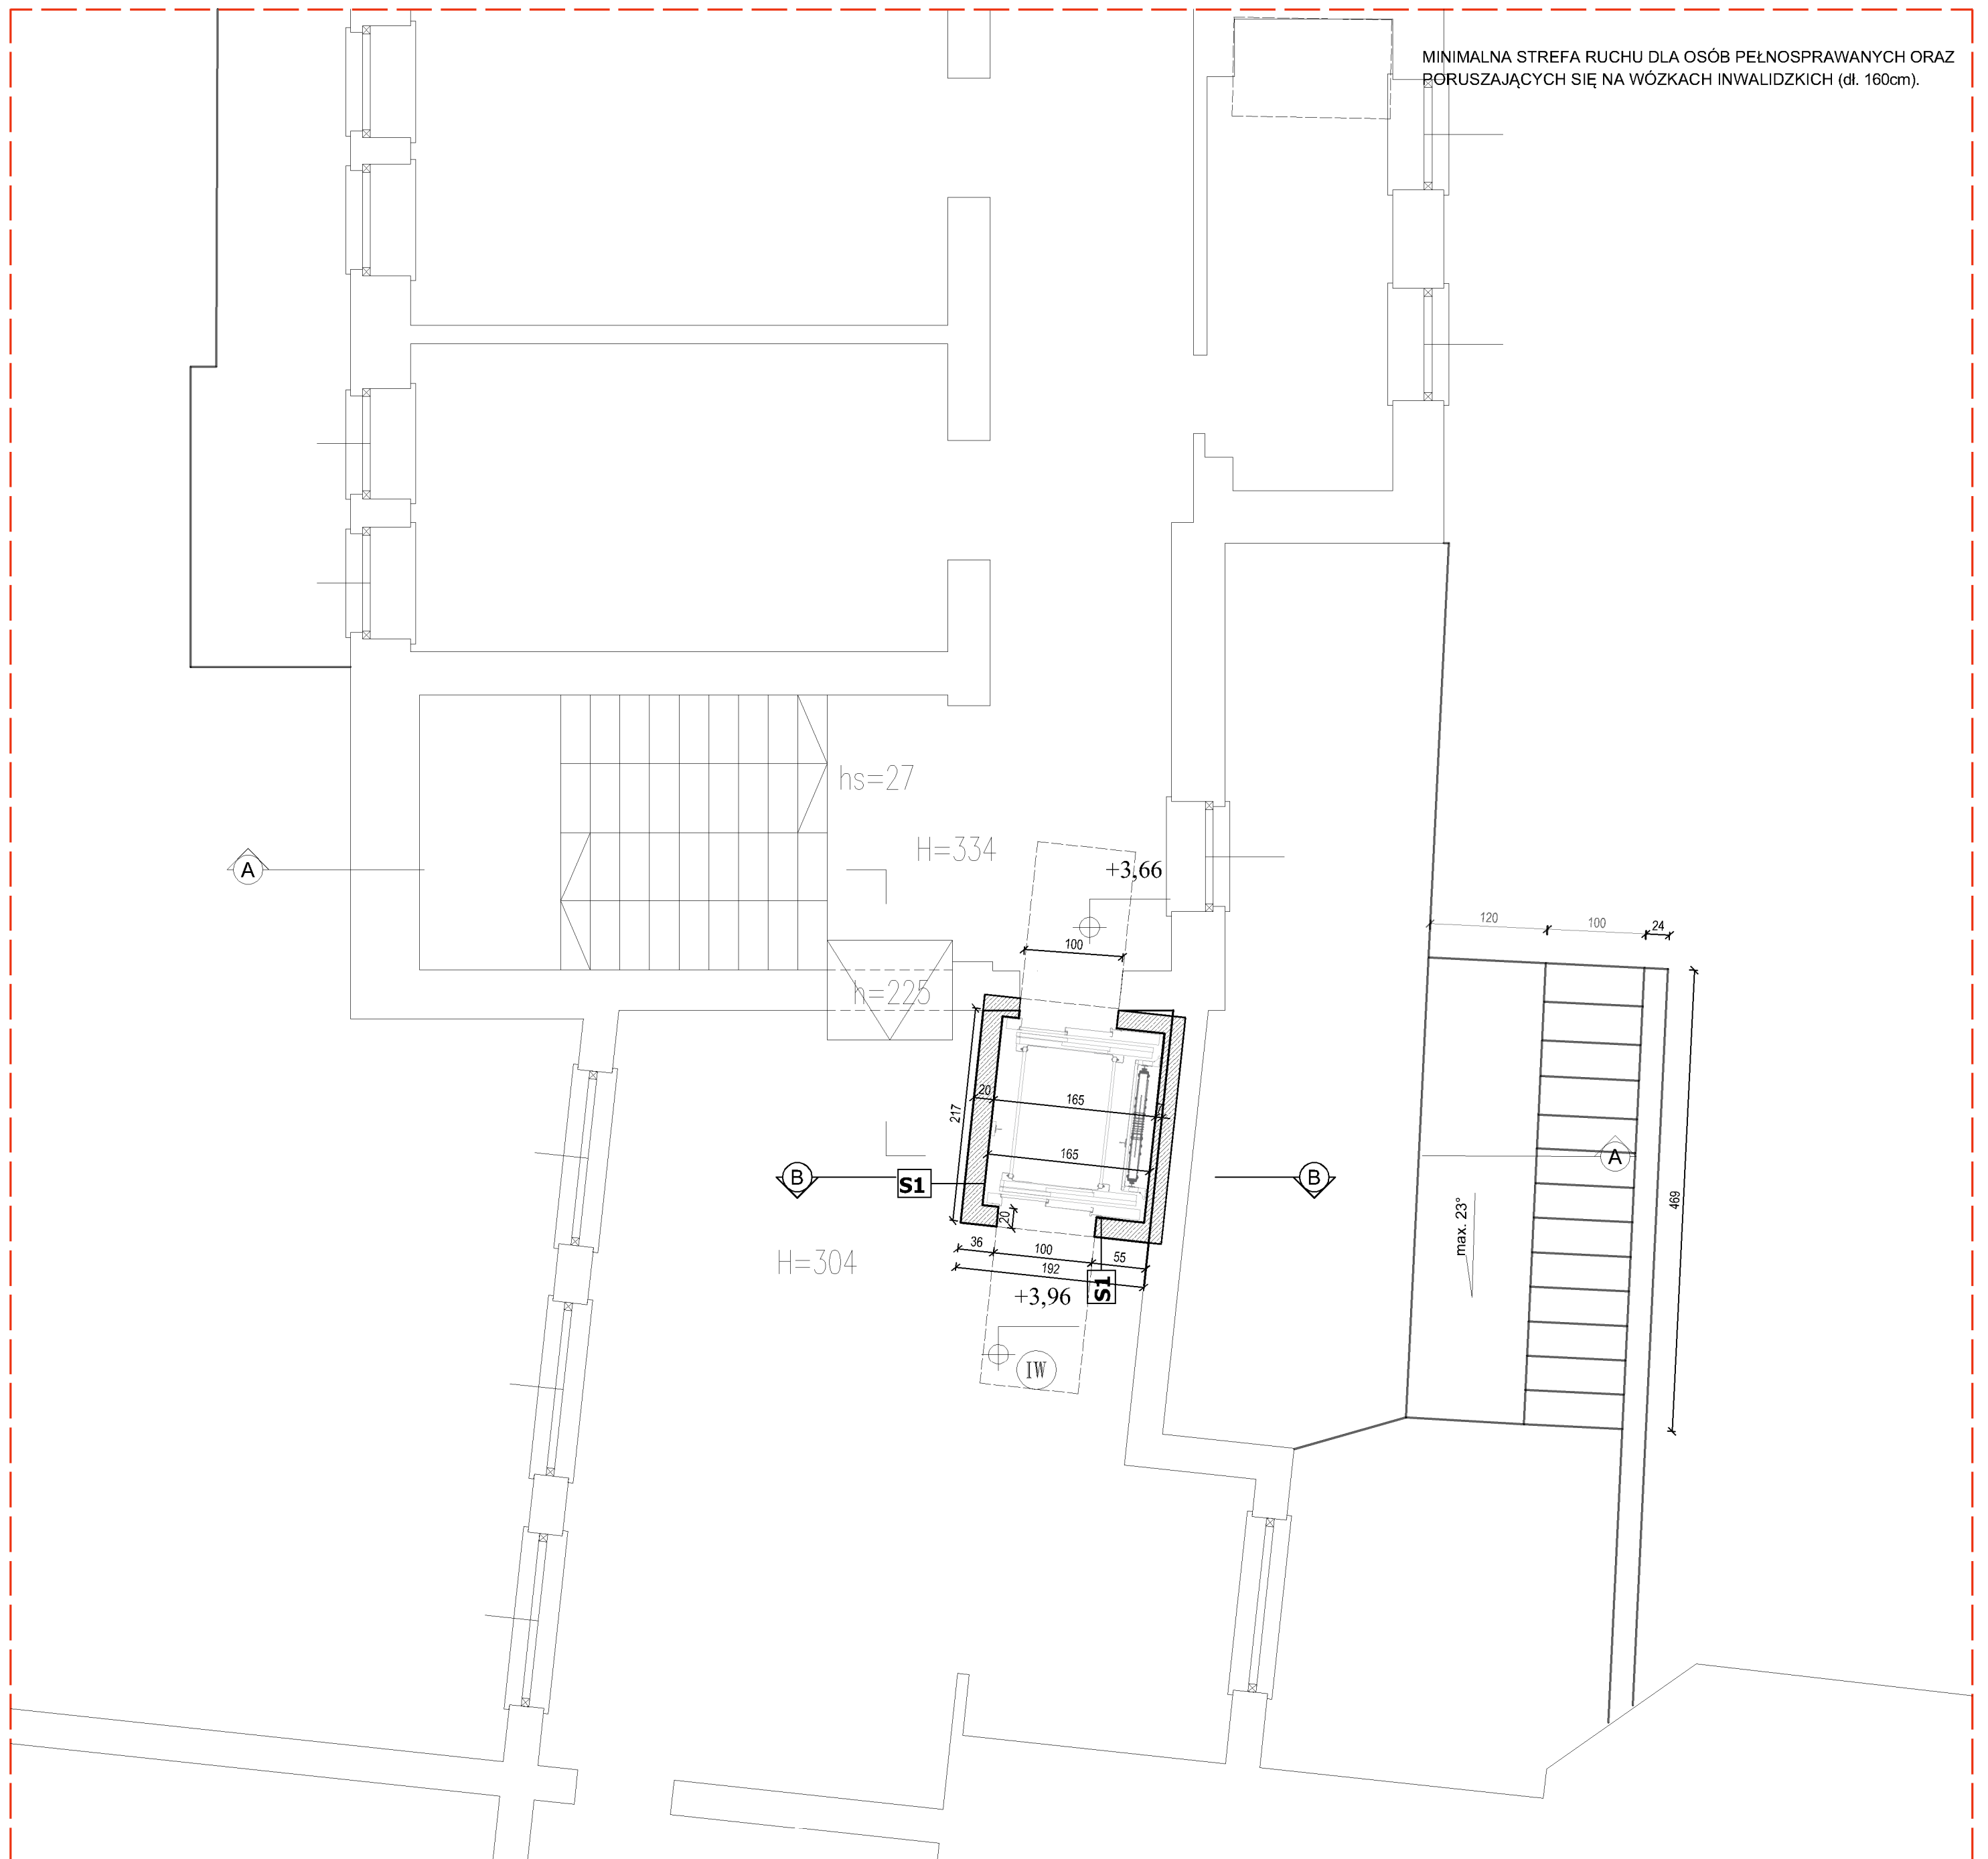 MINIMALNA STREFA RUCHU DLA OSÓB PEŁNOSPRAWANYCH ORAZ
PORUSZAJĄCYCH SIĘ NA WÓZKACH INWALIDZKICH (dł. 160cm).
hs=27
H=334
+3,66
A
120
100
24
100
h=225
20
165
217
165
A
B
S1
B
469
20
max. 23°
36
100
55
H=304
192
S1
+3,96
IW